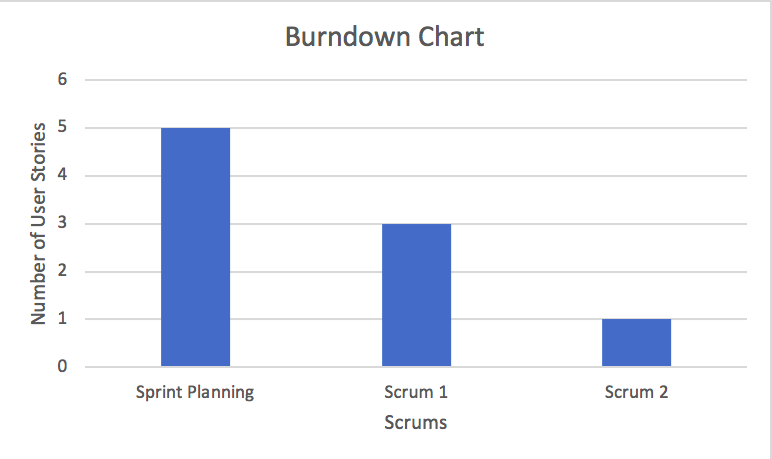 Burndown Chart
Number of User Stories
6
5
4
3
2
1
0
Sprint Planning
Scrum 1
Scrum 2
Scrums